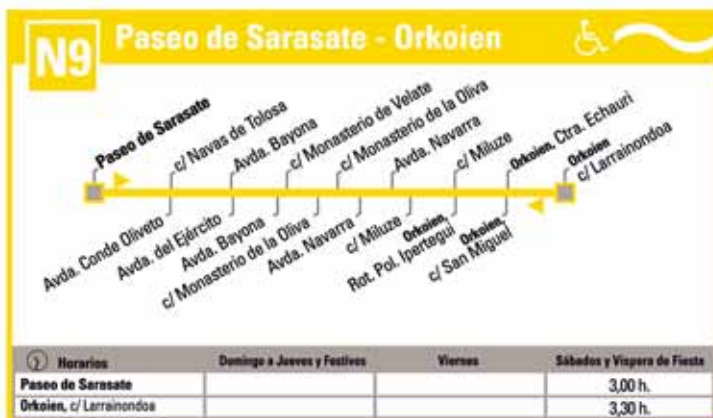 N9
Paseo de Sarasate - Orkoien
Paseo de Sarasate
c/ Navas de Tolosa
Avda. Bayona
c/ Monasterio de Velate
c/ Monasterio de la Oliva
Avda. Navarra
c/ Miluze
Orkoien, Ctra. Echauri
Orkoien
c/ Larrainondoa
Avda. Conde Oliveto
Avda. del Ejército
Avda. Bayona
c/ Monasterio de la Oliva
Avda. Navarra
c/ Miluze
Orkoien,
Rot. Pol. Ipertegui
Orkoien,
c/ San Miguel
Horarios Domingo a Jueves y Festivos Viernes Sábados y Víspera de Fiesta
Paseo de Sarasate 3,00 h.
Orkoien, c/ Larrainondoa 3,30 h.